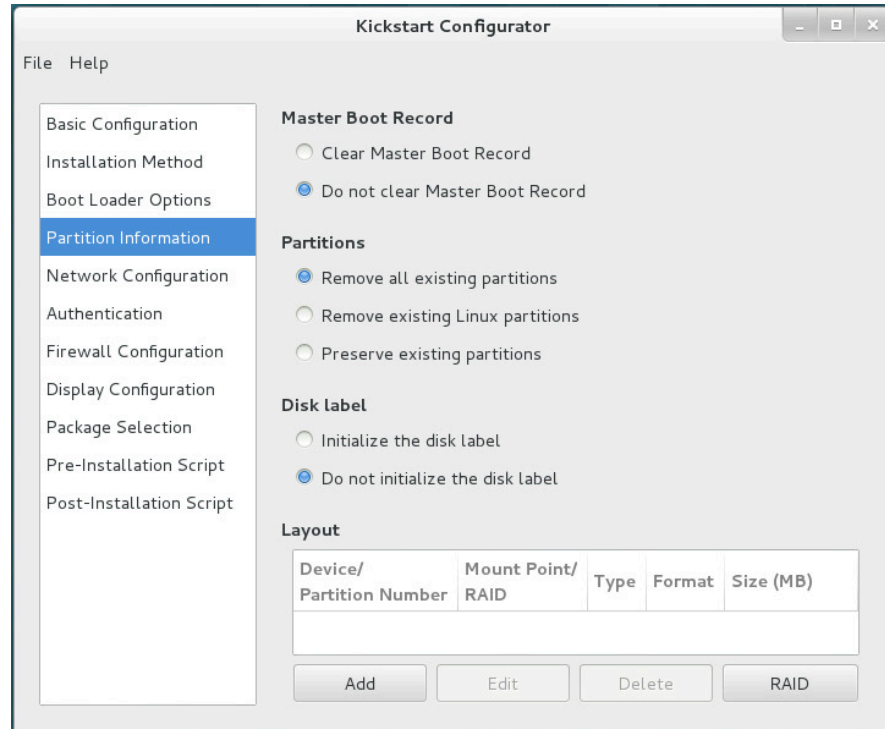 Kickstart Configurator
File Help
Basic Configuration
Installation Method
Boot Loader Options
Partition Information
Network Configuration
Authentication
Firewall Configuration
Display Configuration
Package Selection
Pre-Installation Script
Post-Installation Script
Master Boot Record
Clear Master Boot Record
Do not clear Master Boot Record
Partitions
Remove all existing partitions
Remove existing Linux partitions
Preserve existing partitions
Disk label
Initialize the disk label
Do not initialize the disk label
Layout
Device/
Partition Number
Mount Point/
RAID
Type
Format
Size (MB)
Add
Edit
Delete
RAID